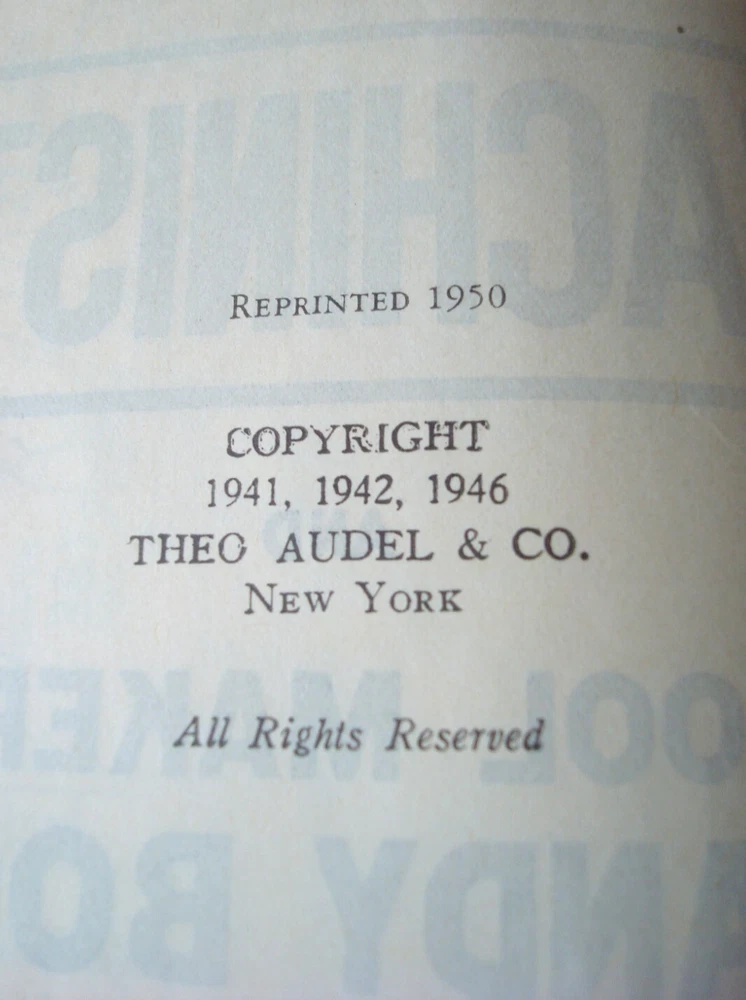 REPRINTED 1950
COPYRIGHT
1941, 1942, 1946
THEO AUDEL & CO.
NEW YORK
All Rights Reserved